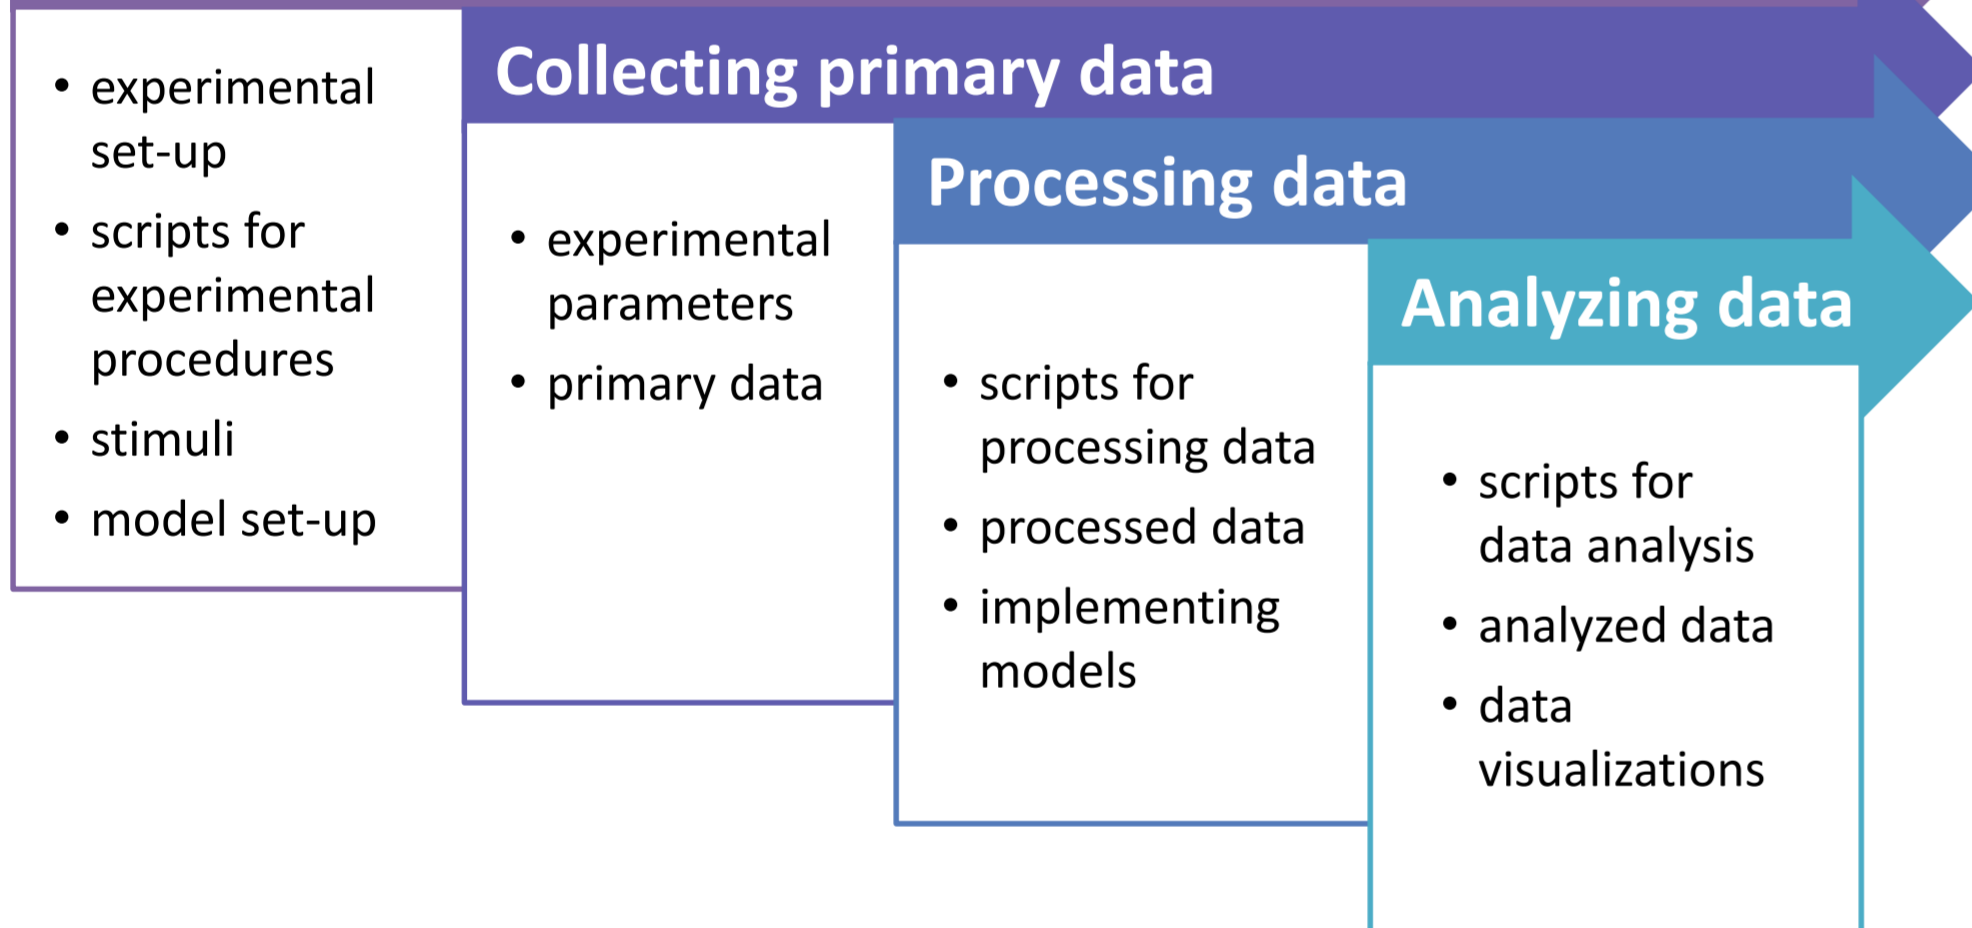 • experimental
set-up
• scripts for
experimental
procedures
• stimuli
• model set-up
Collecting primary data
• experimental
parameters
• primary data
Processing data
• scripts for
processing data
• processed data
• implementing
models
Analyzing data
• scripts for
data analysis
• analyzed data
• data
visualizations